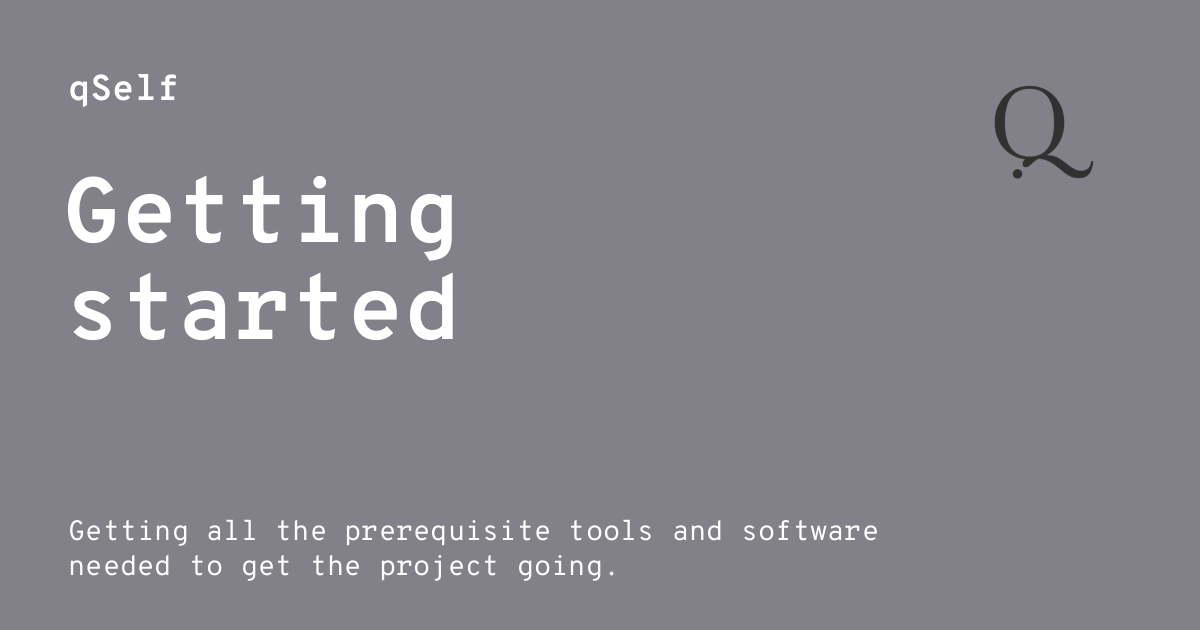 qSelf
Q
Getting
started
Getting all the prerequisite tools and software
needed to get the project going.